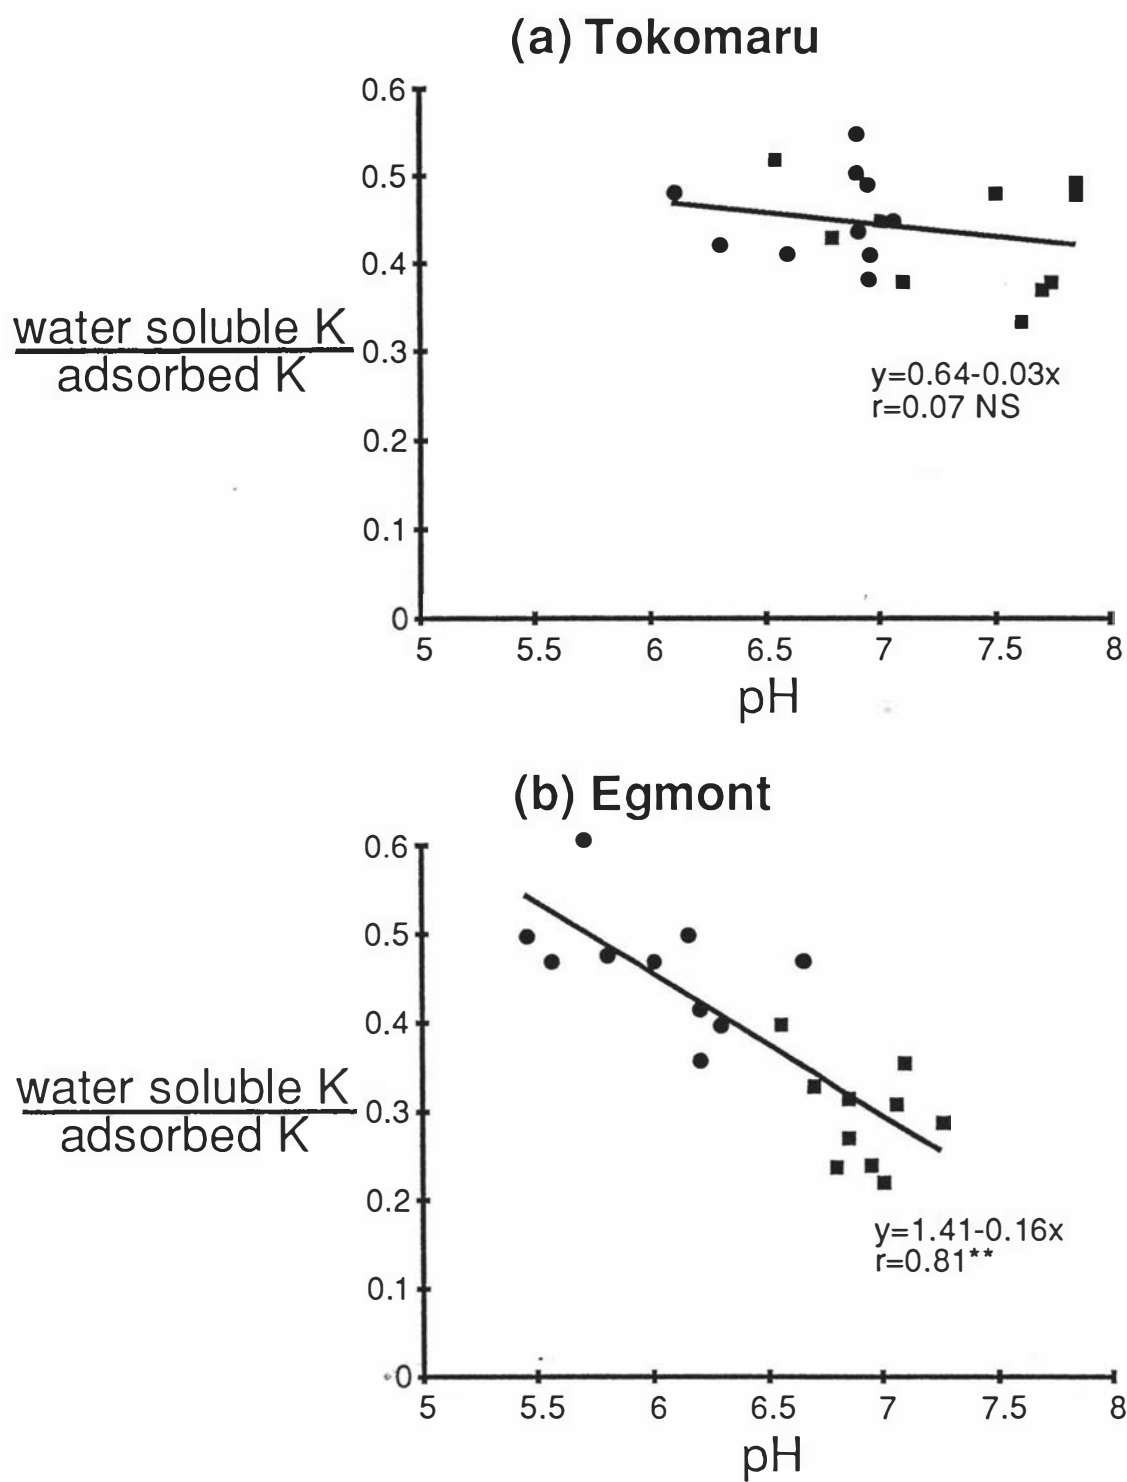 (a) Tokomaru
0.6
0.5
0.4
water soluble K
adsorbed K
0.3
y=0.64-0.03x
r=0.07 NS
0.2
0.1
0
5 5.5 6 6.5 7 7.5 8
pH
(b) Egmont
0.6
0.5
0.4
water soluble K
adsorbed K
0.3
0.2
y=1.41-0.16x
r=0.81**
0.1
0
5 5.5 6 6.5 7 7.5 8
pH